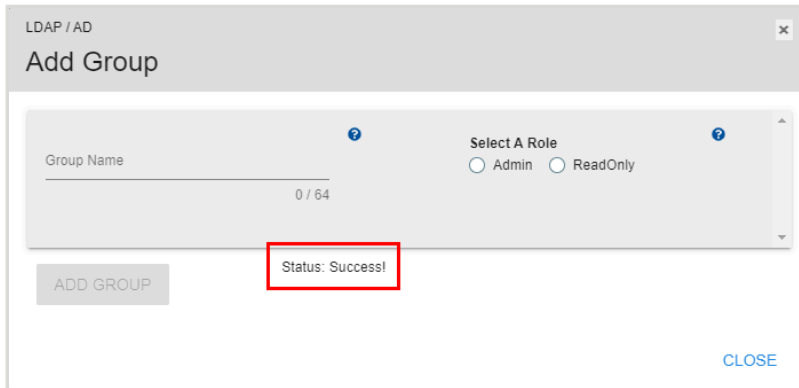 LDAP / AD
Add Group
Group Name
0 / 64
Select A Role
Admin ReadOnly
Status: Success!
ADD GROUP
CLOSE